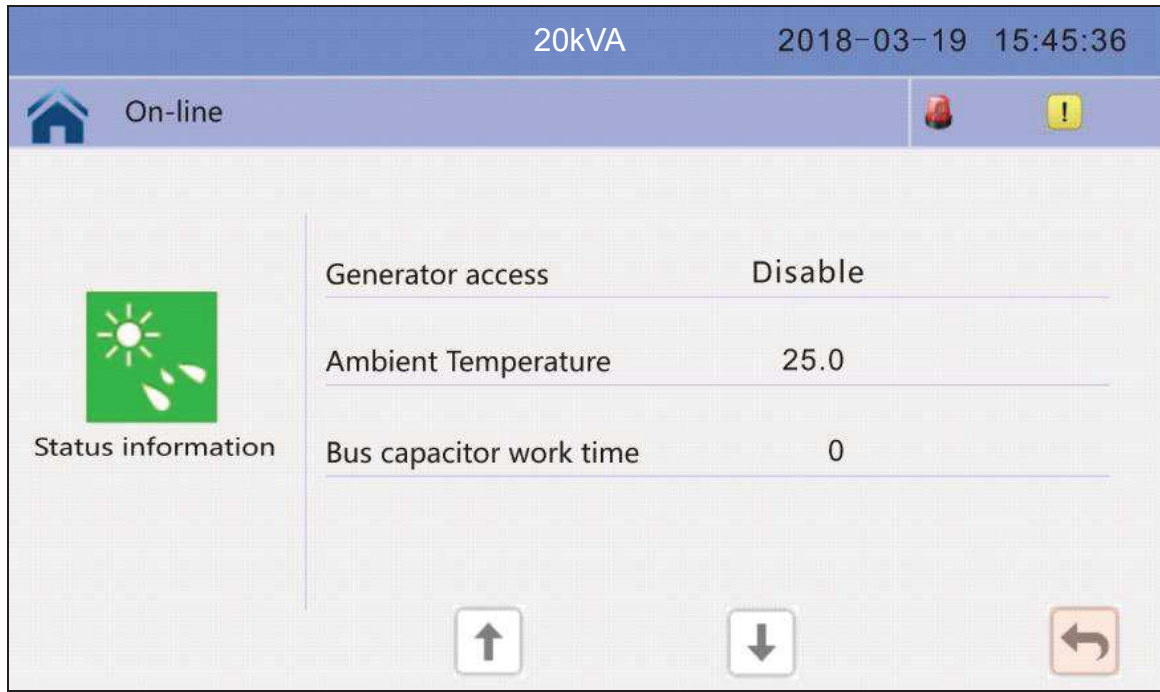 20kVA 2018-03-19 15:45:36
On-line !
Generator access Disable
Ambient Temperature 25.0
Status information
Bus capacitor work time 0